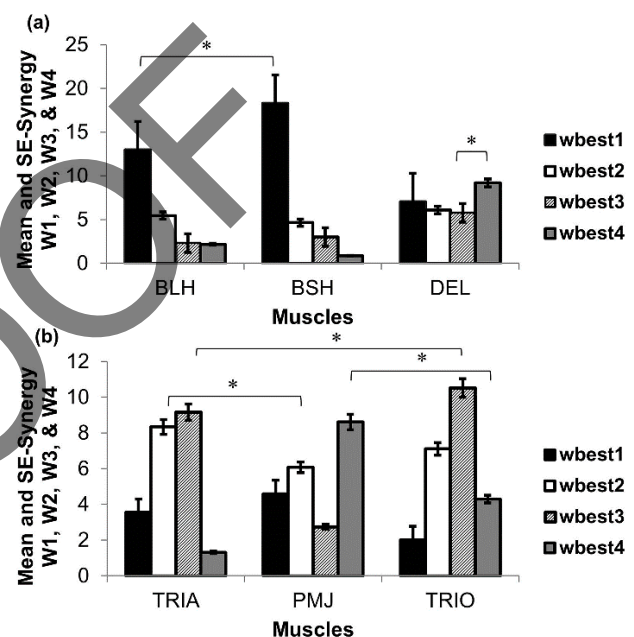 (a)
Mean and SE-Synergy
W1, W2, W3, & W4
25
20
15
10
5
0
*
*
BLH BSH DEL
Muscles
wbest1
wbest2
wbest3
wbest4
(b)
Mean and SE-Synergy
W1, W2, W3, & W4
12
10
8
6
4
2
0
*
*
*
TRIA PMJ TRIO
Muscles
wbest1
wbest2
wbest3
wbest4
OOF